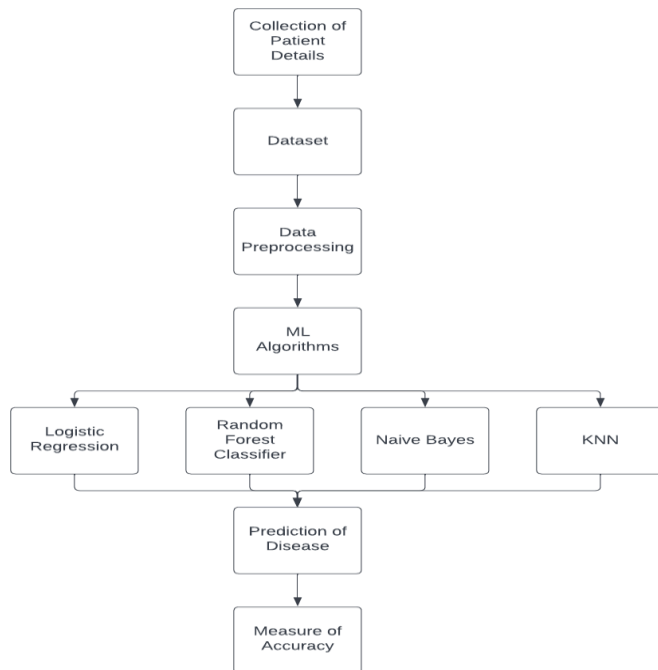 Collection of
Patient
Details
Dataset
Data
Preprocessing
ML
Algorithms
Logistic
Regression
Random
Forest
Classifier
Naive Bayes
KNN
Prediction of
Disease
Measure of
Accuracy